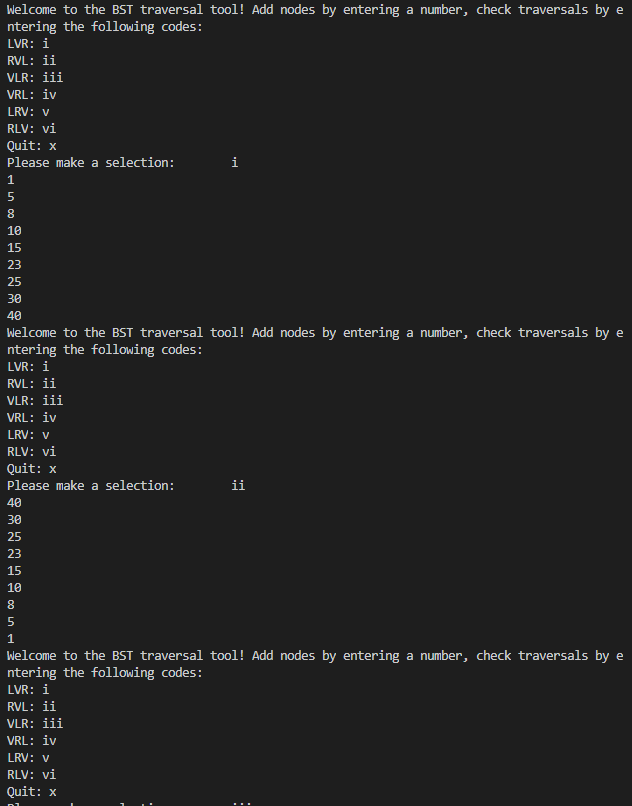 Welcome to the BST traversal tool! Add nodes by entering a number, check traversals by e
ntering the following codes:
LVR: i
RVL: ii
VLR: iii
VRL: iv
LRV: v
RLV: vi
Quit: x
Please make a selection:        i
1
5
8
10
15
23
25
30
40
Welcome to the BST traversal tool! Add nodes by entering a number, check traversals by e
ntering the following codes:
LVR: i
RVL: ii
VLR: iii
VRL: iv
LRV: v
RLV: vi
Quit: x
Please make a selection:        ii
40
30
25
23
15
10
8
5
1
Welcome to the BST traversal tool! Add nodes by entering a number, check traversals by e
ntering the following codes:
LVR: i
RVL: ii
VLR: iii
VRL: iv
LRV: v
RLV: vi
Quit: x